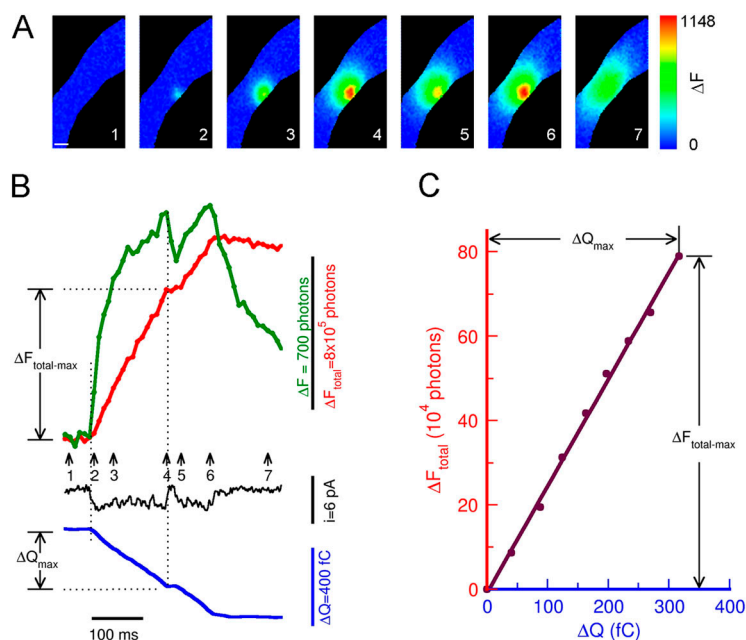 A
1
2
3
4
5
6
7
1148
ΔF
0
B
ΔF = 700 photons
ΔF_total=8x10^5 photons
ΔF_total-max
1
2
3
4
5
6
7
i=6 pA
ΔQ_max
ΔQ=400 fC
100 ms
C
ΔQ_max
80
60
40
20
0
ΔF_total (10^4 photons)
ΔF_total-max
0
100
200
300
400
ΔQ (fC)